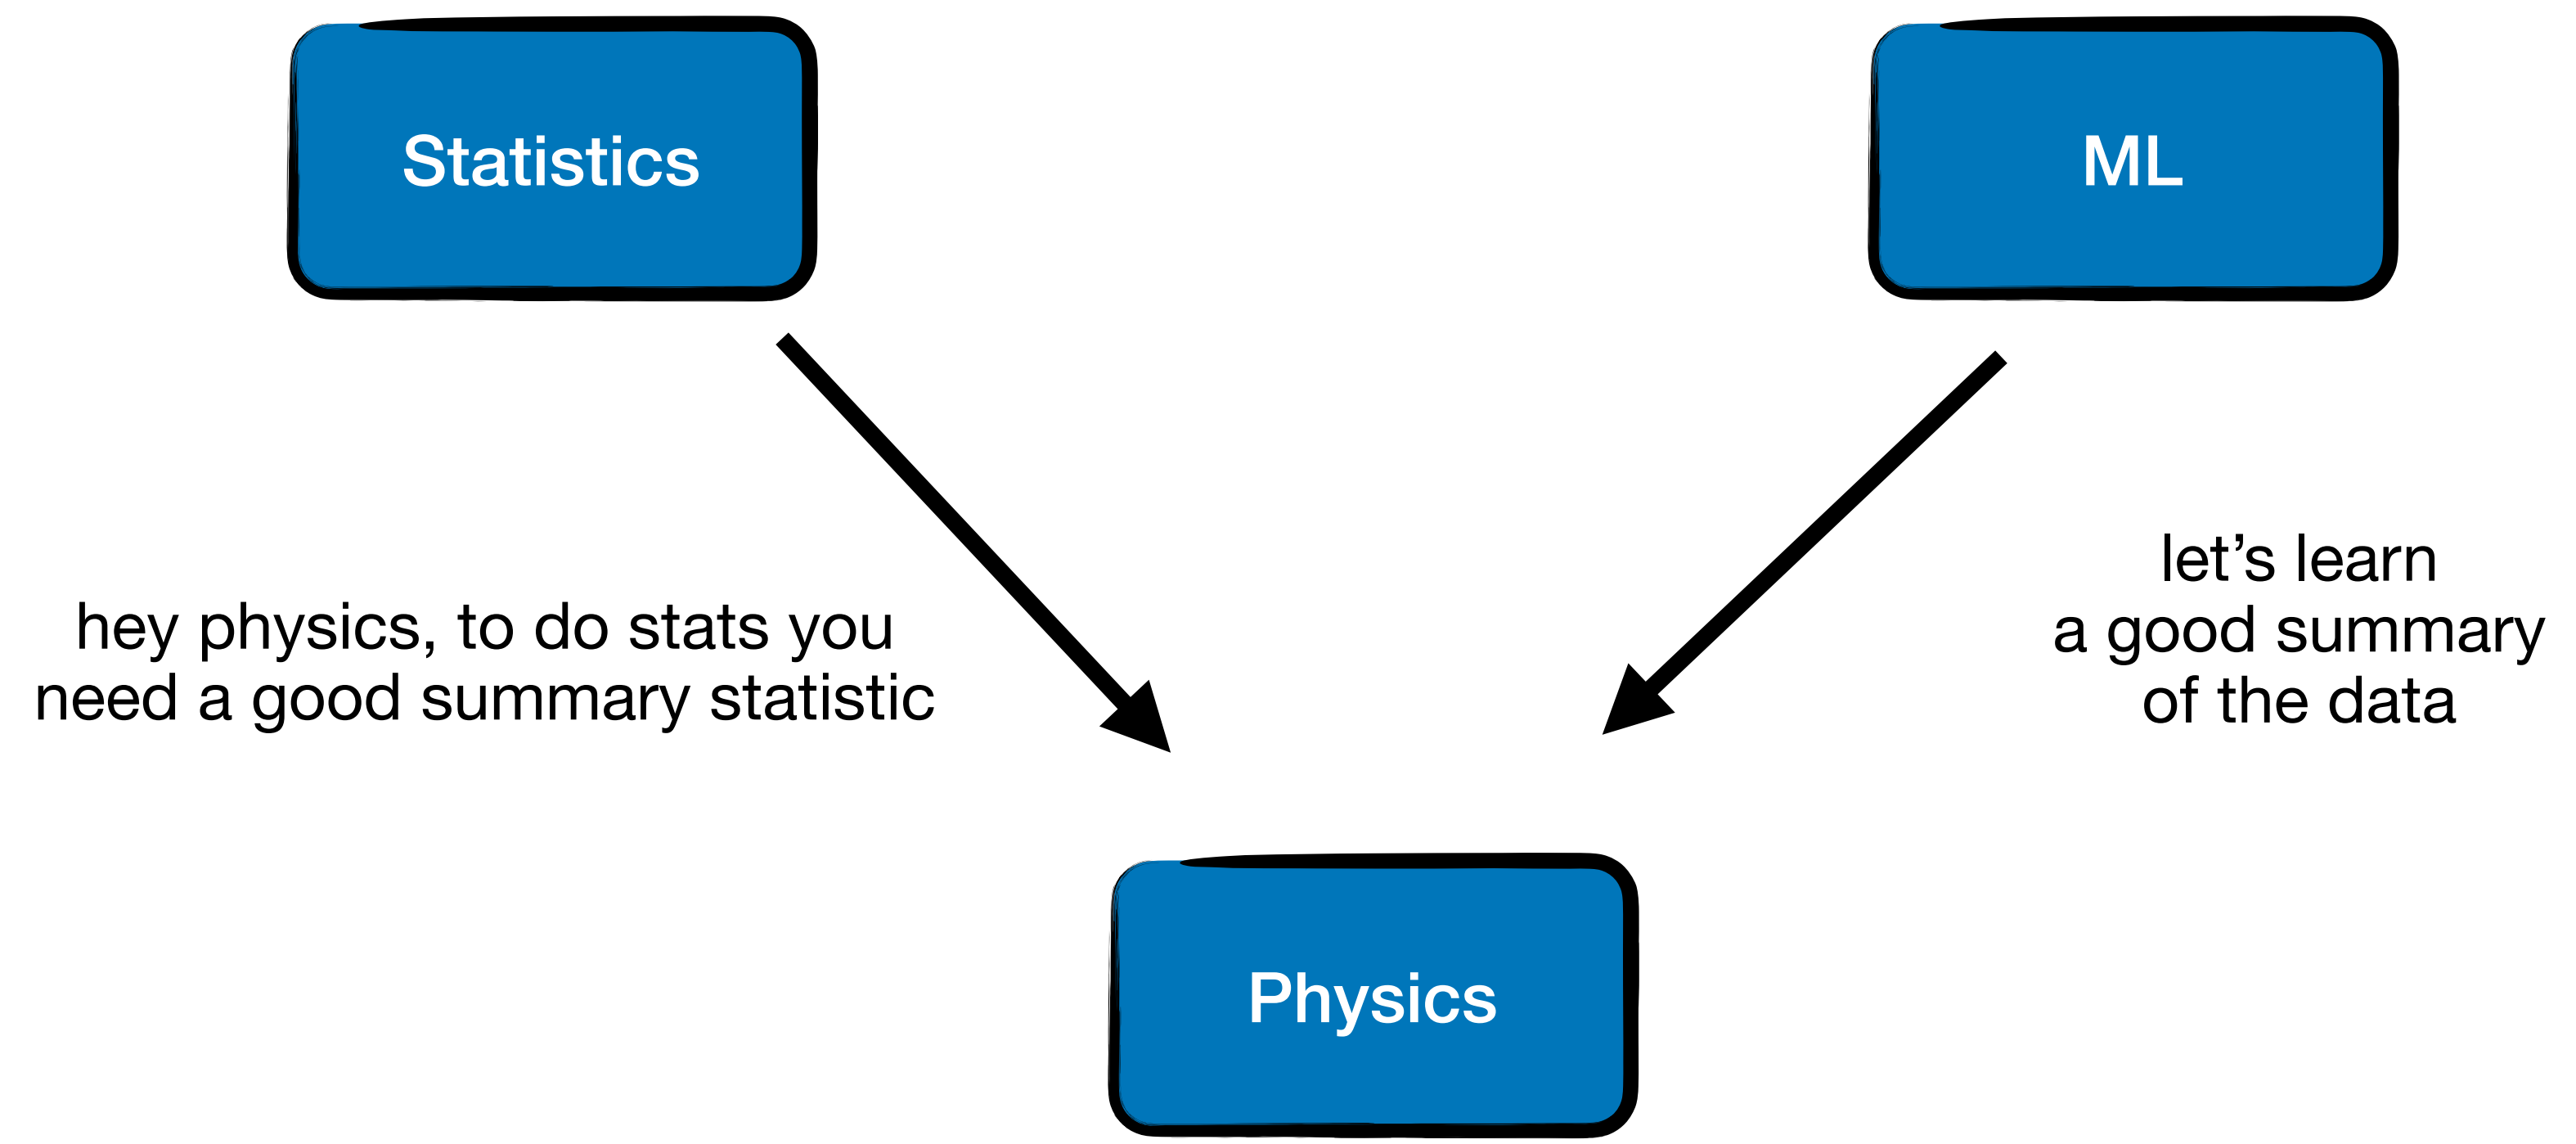 Statistics
ML
hey physics, to do stats you
need a good summary statistic
let’s learn
a good summary
of the data
Physics